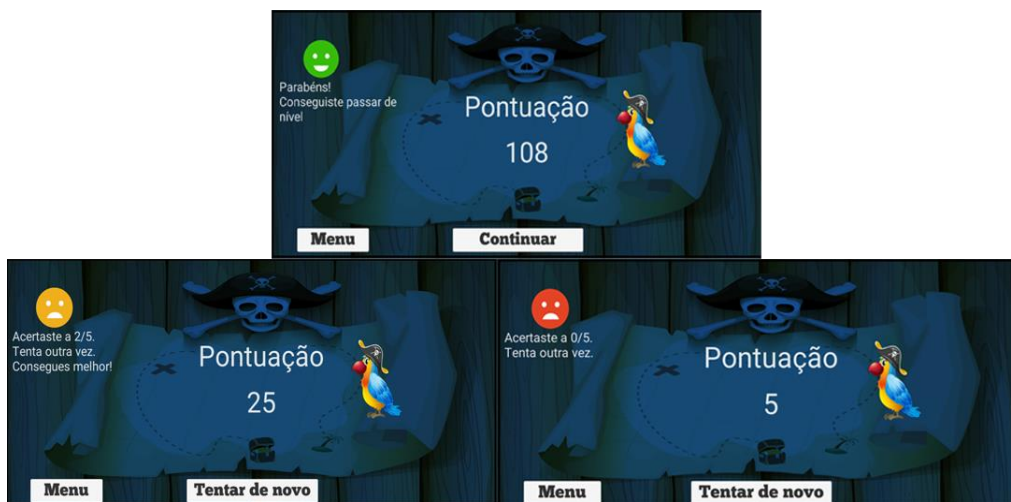 Parabéns!
Conseguiste passar de
nível
Pontuação
108
Menu
Continuar
Acertaste a 2/5.
Tenta outra vez.
Consegues melhor!
Pontuação
25
Menu
Tentar de novo
Acertaste a 0/5.
Tenta outra vez.
Pontuação
5
Menu
Tentar de novo